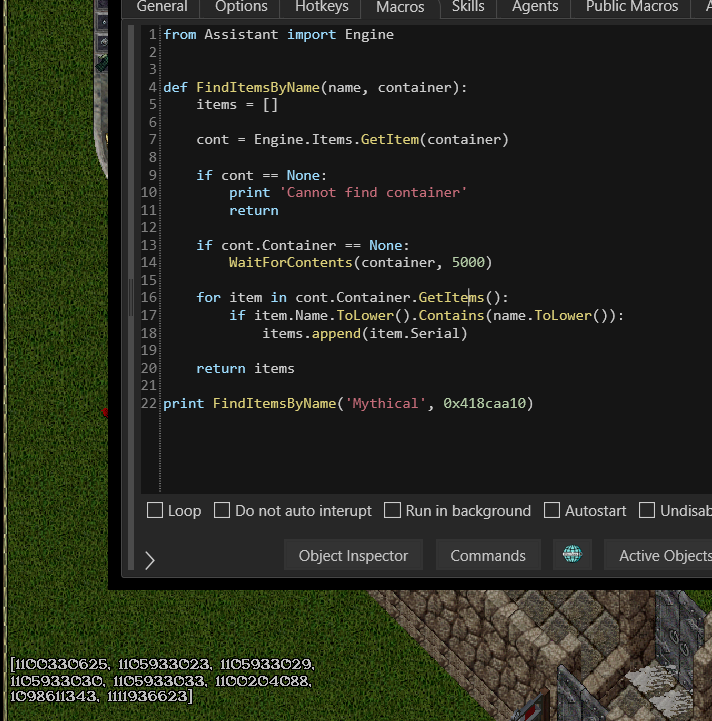 General Options Hotkeys Macros Skills Agents Public Macros
1 from Assistant import Engine
2
3
4 def FindItemsByName(name, container):
5     items = []
6
7     cont = Engine.Items.GetItem(container)
8
9     if cont == None:
10         print 'Cannot find container'
11         return
12
13     if cont.Container == None:
14         WaitForContents(container, 5000)
15
16     for item in cont.Container.GetItems():
17         if item.Name.ToLower().Contains(name.ToLower()):
18             items.append(item.Serial)
19
20     return items
21
22 print FindItemsByName('Mythical', 0x418caa10)
Loop Do not auto interupt Run in background Autostart Undisab
Object Inspector Commands Active Objects
[1100330625, 1105933023, 1105933029,
1105933030, 1105933033, 1100204088,
1098611343, 1111936623]